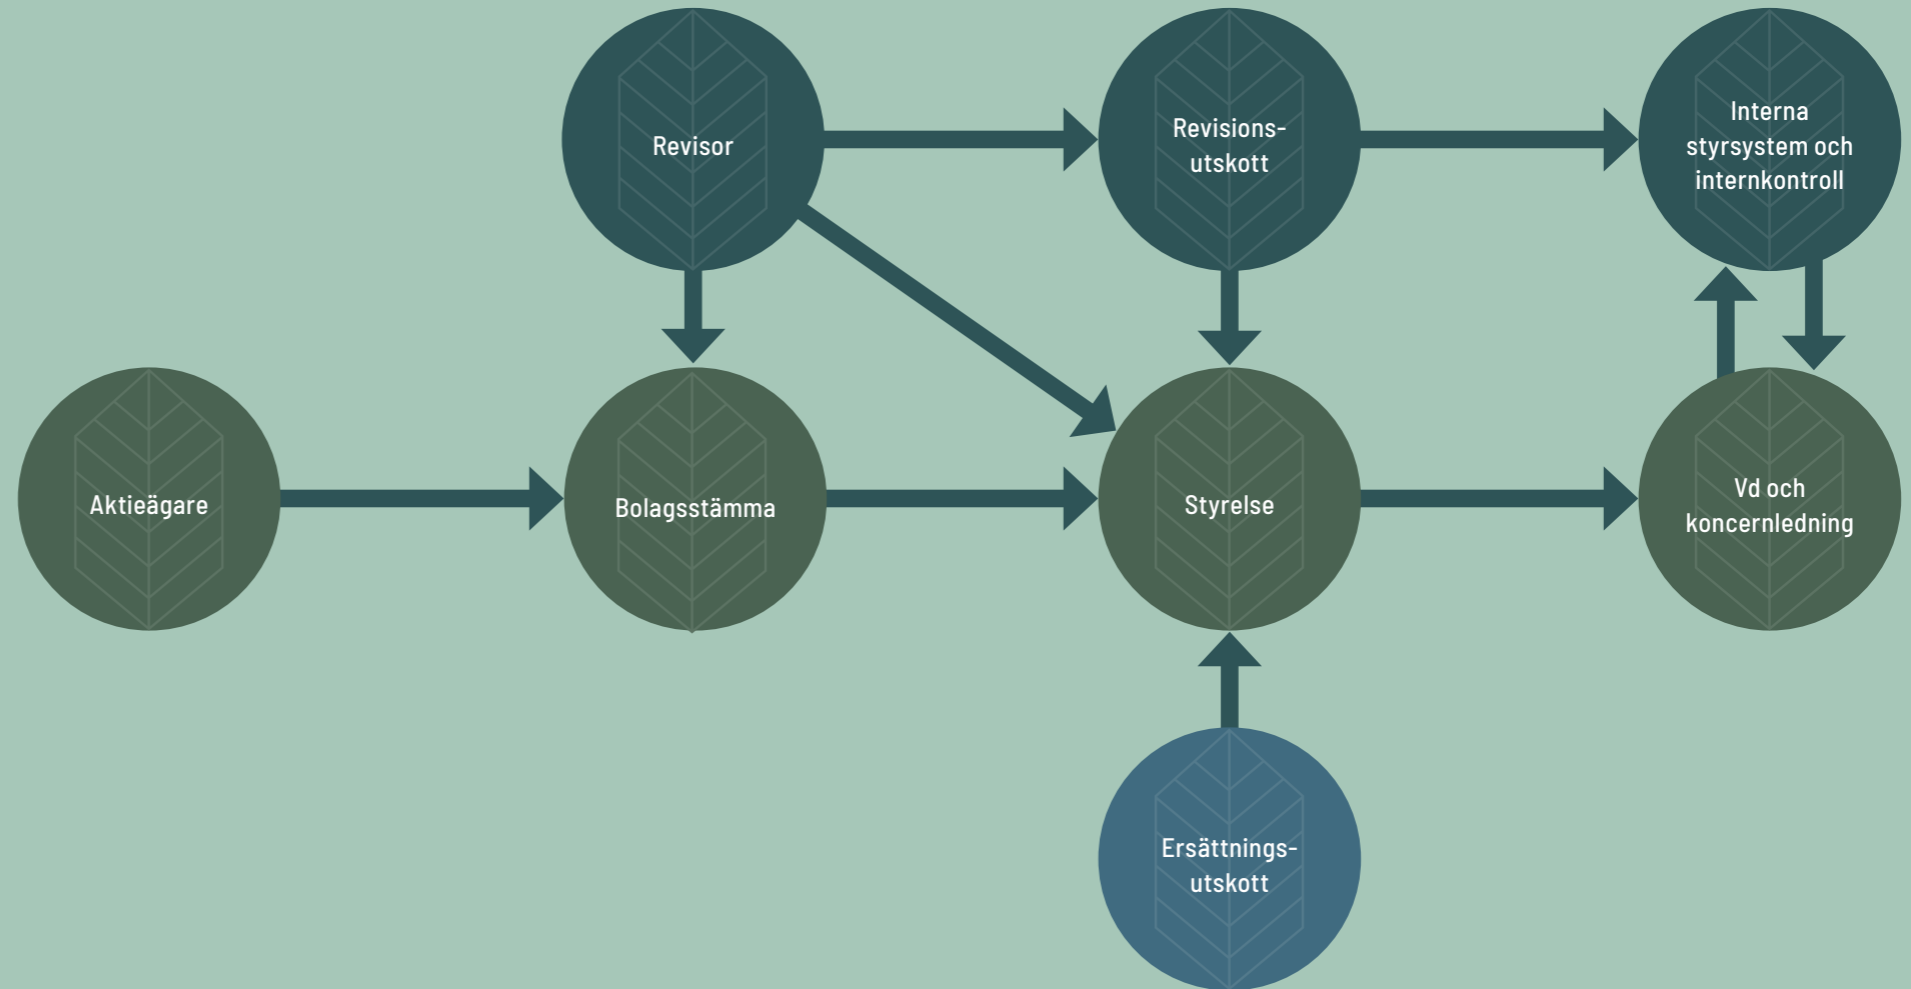 Revisor
Revisions-
utskott
Interna
styrsystem och
internkontroll
Aktieägare
Bolagsstämma
Styrelse
Vd och
koncernledning
Ersättnings-
utskott